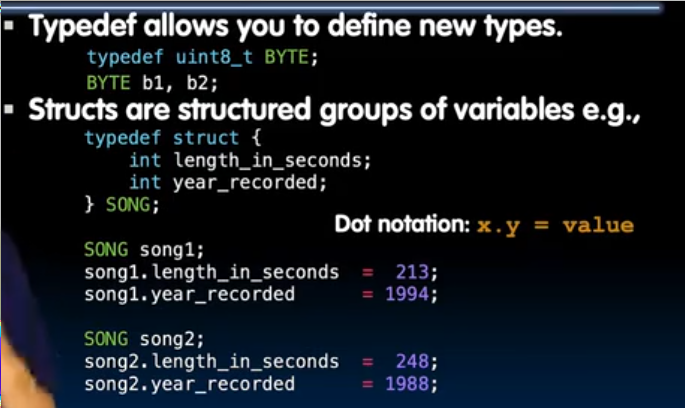 Typedef allows you to define new types.
typedef uint8_t BYTE;
BYTE b1, b2;
Structs are structured groups of variables e.g.,
typedef struct {
    int length_in_seconds;
    int year_recorded;
} SONG;
Dot notation: x.y = value
SONG song1;
song1.length_in_seconds  =  213;
song1.year_recorded      = 1994;
SONG song2;
song2.length_in_seconds  =  248;
song2.year_recorded      = 1988;